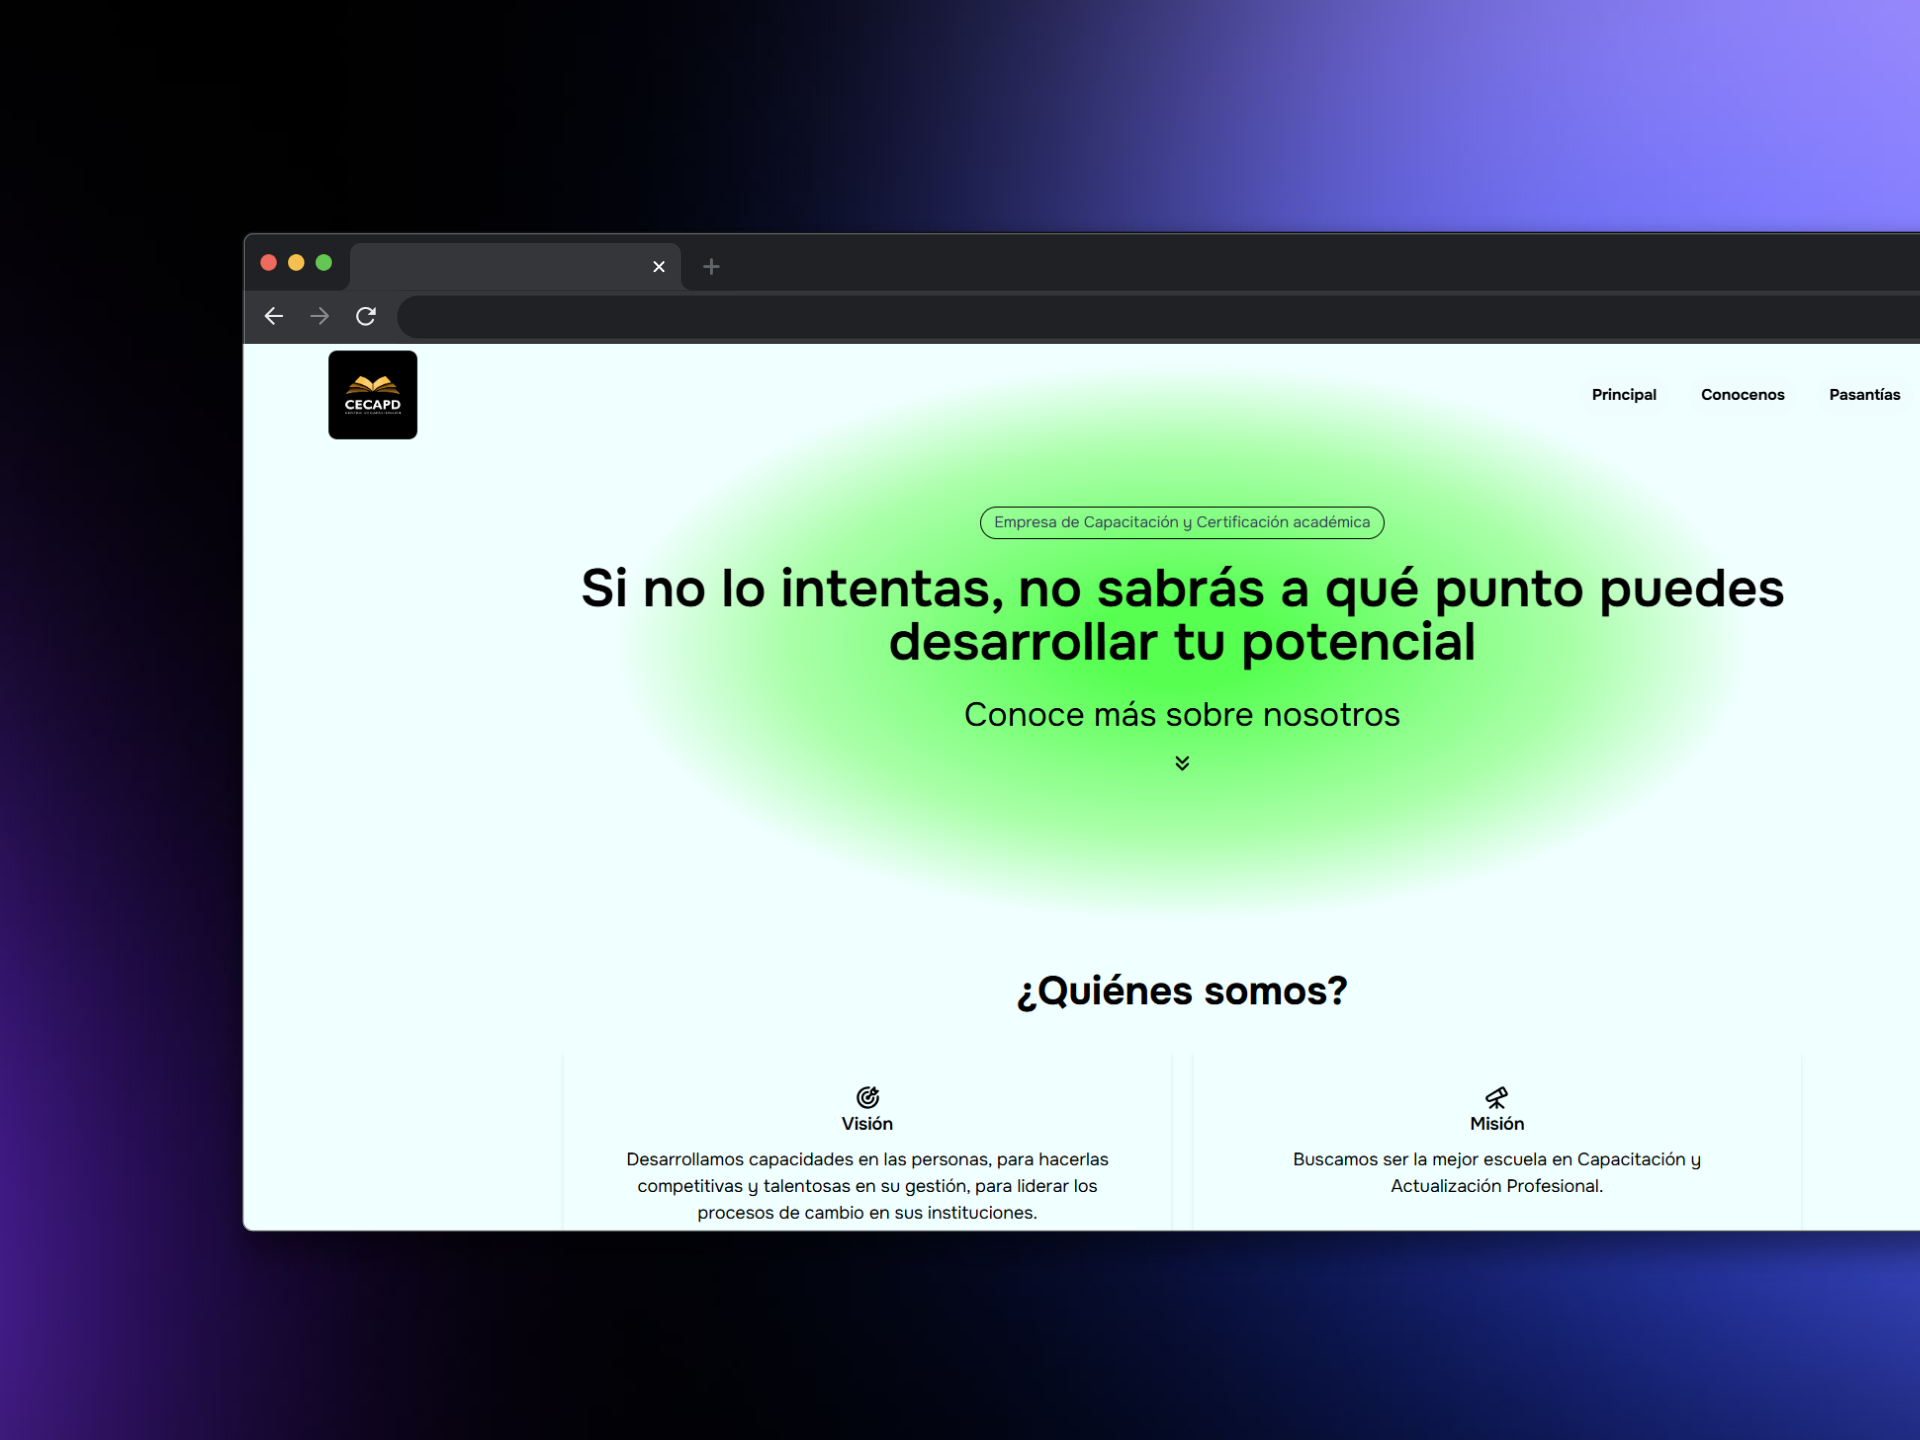 CECAPD
Principal Conocenos Pasantías
Empresa de Capacitación y Certificación académica
Si no lo intentas, no sabrás a qué punto puedes
desarrollar tu potencial
Conoce más sobre nosotros
¿Quiénes somos?
Visión
Desarrollamos capacidades en las personas, para hacerlas
competitivas y talentosas en su gestión, para liderar los
procesos de cambio en sus instituciones.
Misión
Buscamos ser la mejor escuela en Capacitación y
Actualización Profesional.